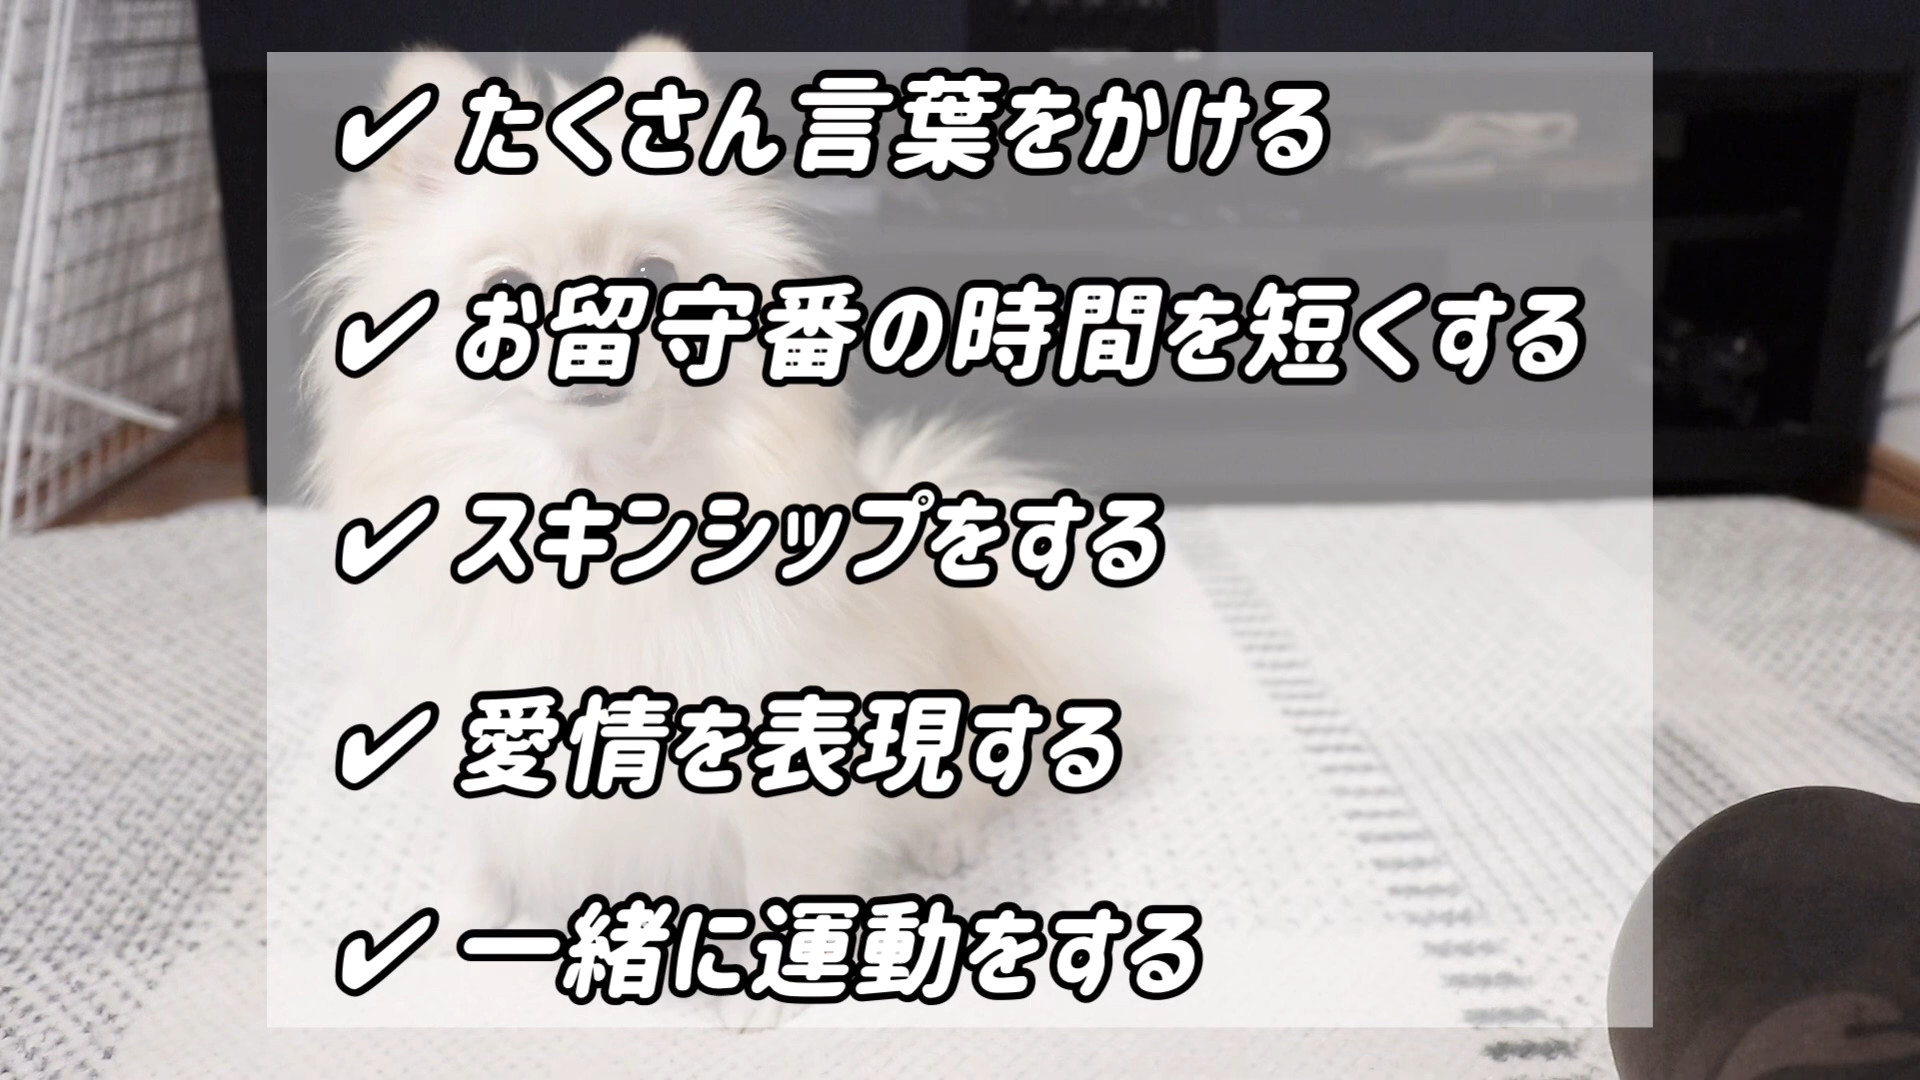 ✔ たくさん言葉をかける
✔ お留守番の時間を短くする
✔ スキンシップをする
✔ 愛情を表現する
✔ 一緒に運動をする